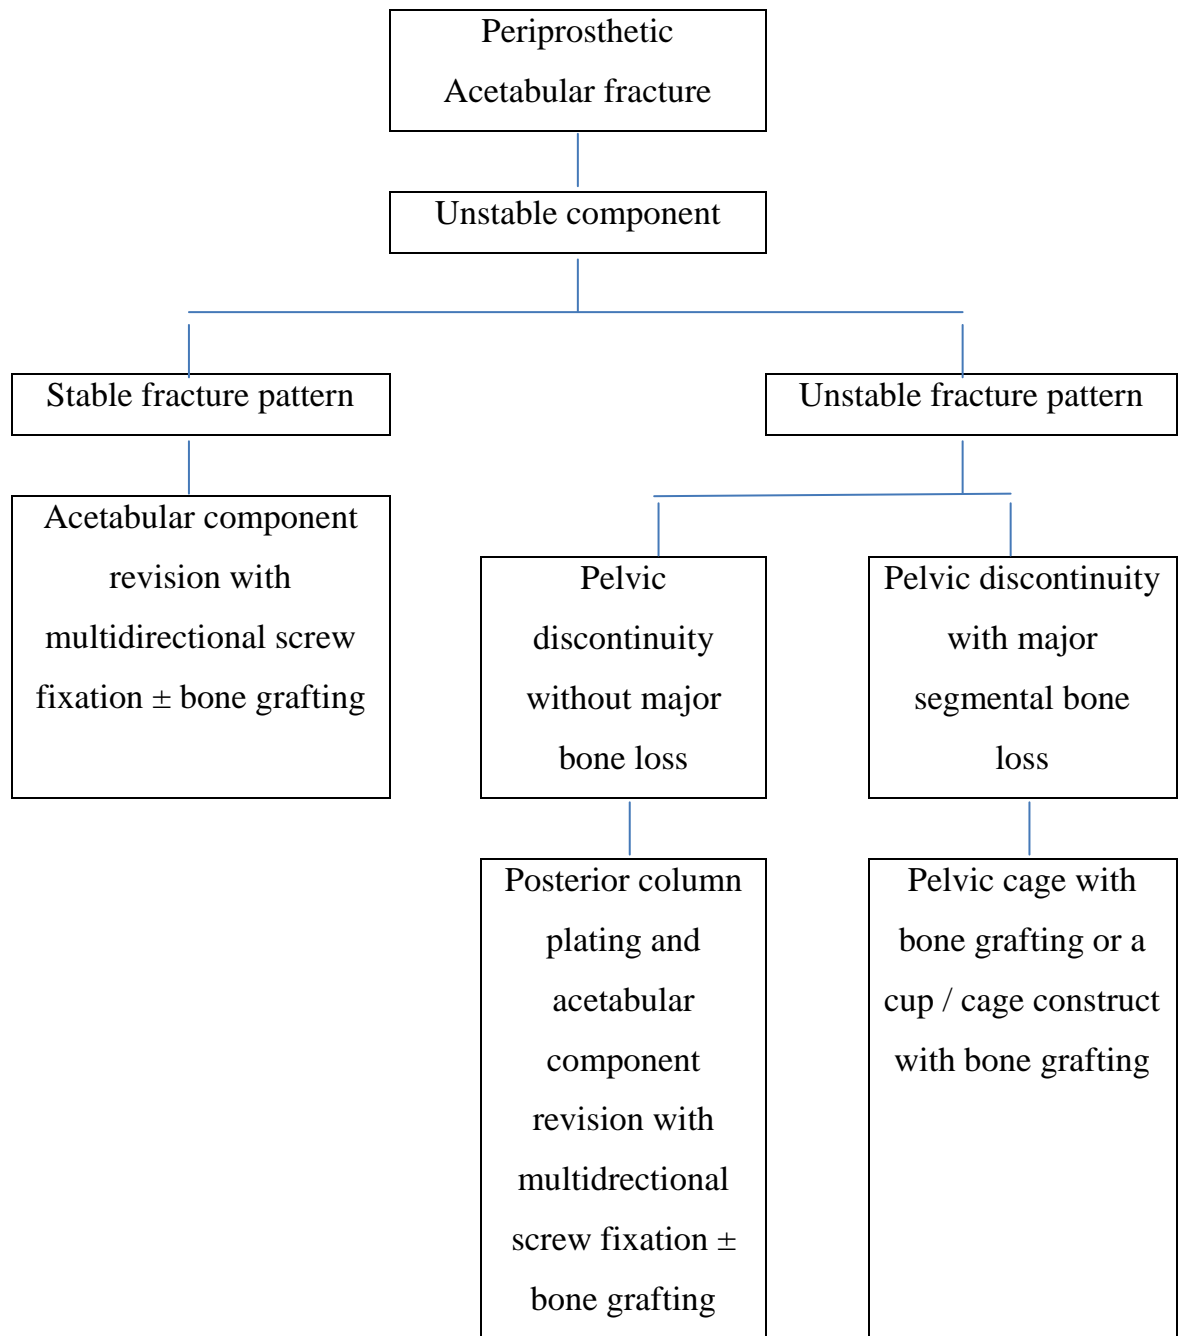 Periprosthetic
Acetabular fracture
Unstable component
Stable fracture pattern
Unstable fracture pattern
Acetabular component
revision with
multidirectional screw
fixation ± bone grafting
Pelvic
discontinuity
without major
bone loss
Pelvic discontinuity
with major
segmental bone
loss
Posterior column
plating and
acetabular
component
revision with
multidrectional
screw fixation ±
bone grafting
Pelvic cage with
bone grafting or a
cup / cage construct
with bone grafting